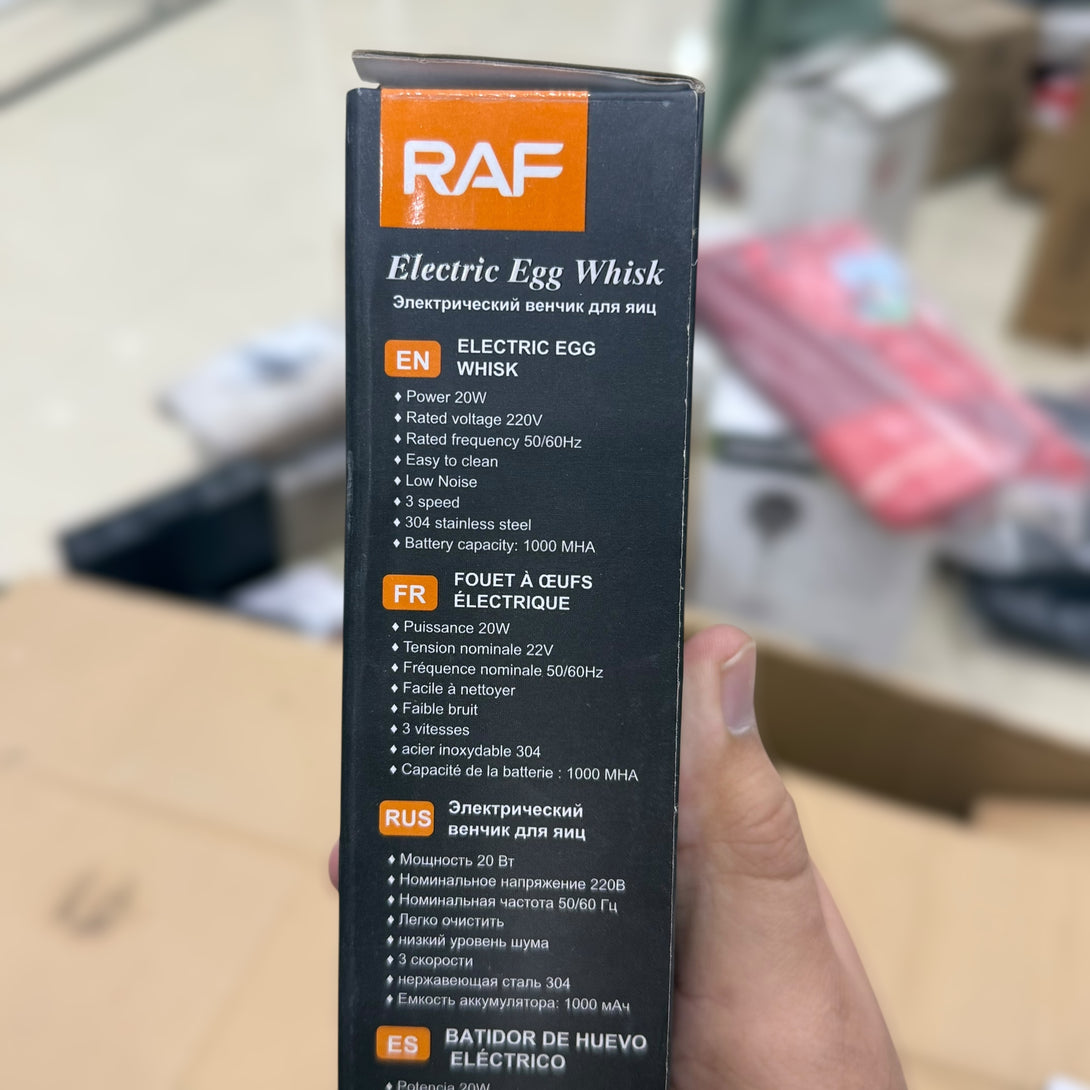 RAF
Electric Egg Whisk
Электрический венчик для яиц
EN
ELECTRIC EGG
WHISK
♦ Power 20W
♦ Rated voltage 220V
♦ Rated frequency 50/60Hz
♦ Easy to clean
♦ Low Noise
♦ 3 speed
♦ 304 stainless steel
♦ Battery capacity: 1000 MHA
FR
FOUET À ŒUFS
ÉLECTRIQUE
♦ Puissance 20W
♦ Tension nominale 22V
♦ Fréquence nominale 50/60Hz
♦ Facile à nettoyer
♦ Faible bruit
♦ 3 vitesses
♦ acier inoxydable 304
♦ Capacité de la batterie : 1000 MHA
RUS
Электрический
венчик для яиц
♦ Мощность 20 Вт
♦ Номинальное напряжение 220В
♦ Номинальная частота 50/60 Гц
♦ Легко очистить
♦ низкий уровень шума
♦ 3 скорости
♦ нержавеющая сталь 304
♦ Емкость аккумулятора: 1000 мАч
ES
BATIDOR DE HUEVO
ELÉCTRICO
♦ Potencia 20W